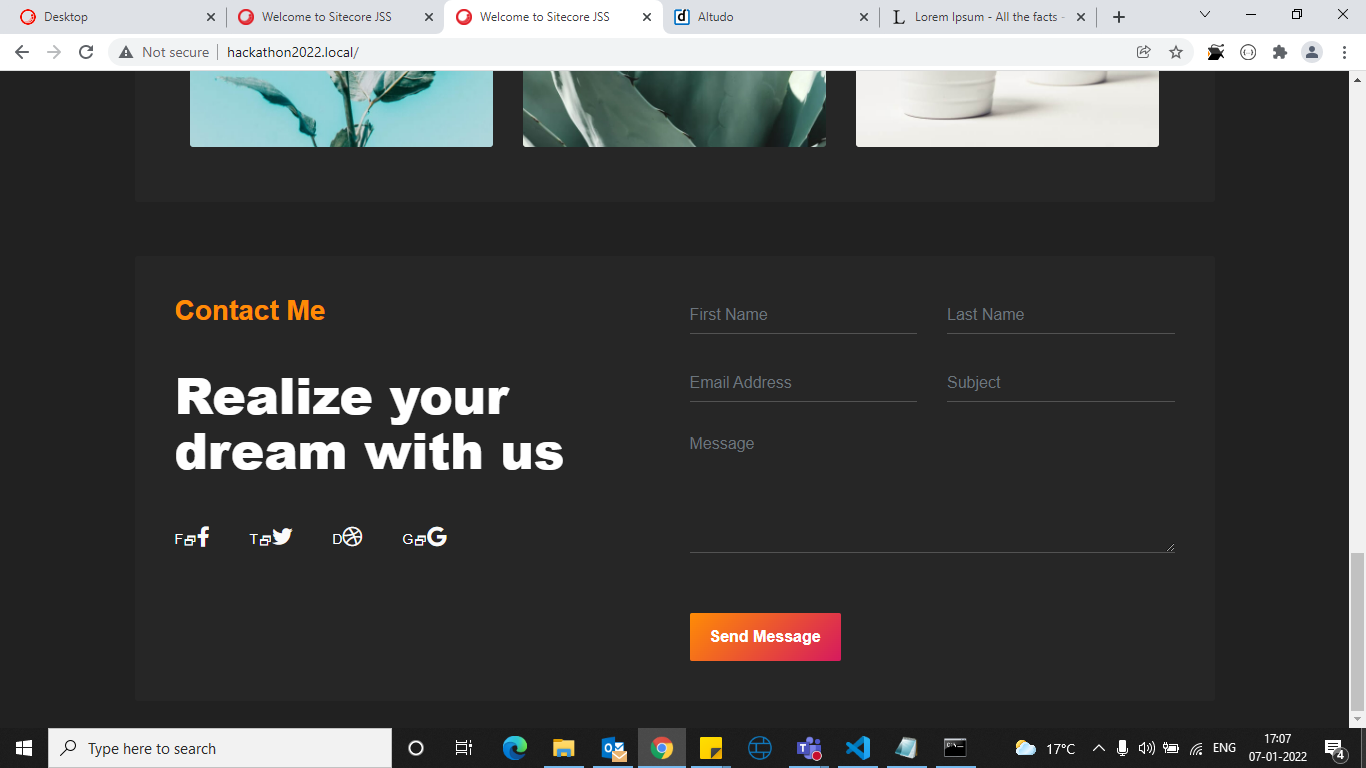 Desktop
Welcome to Sitecore JSS
Welcome to Sitecore JSS
Altudo
Lorem Ipsum - All the facts -
Not secure
hackathon2022.local/
Contact Me
Realize your
dream with us
F
T
D
G
First Name
Last Name
Email Address
Subject
Message
Send Message
Type here to search
17°C
ENG
17:07
07-01-2022
4